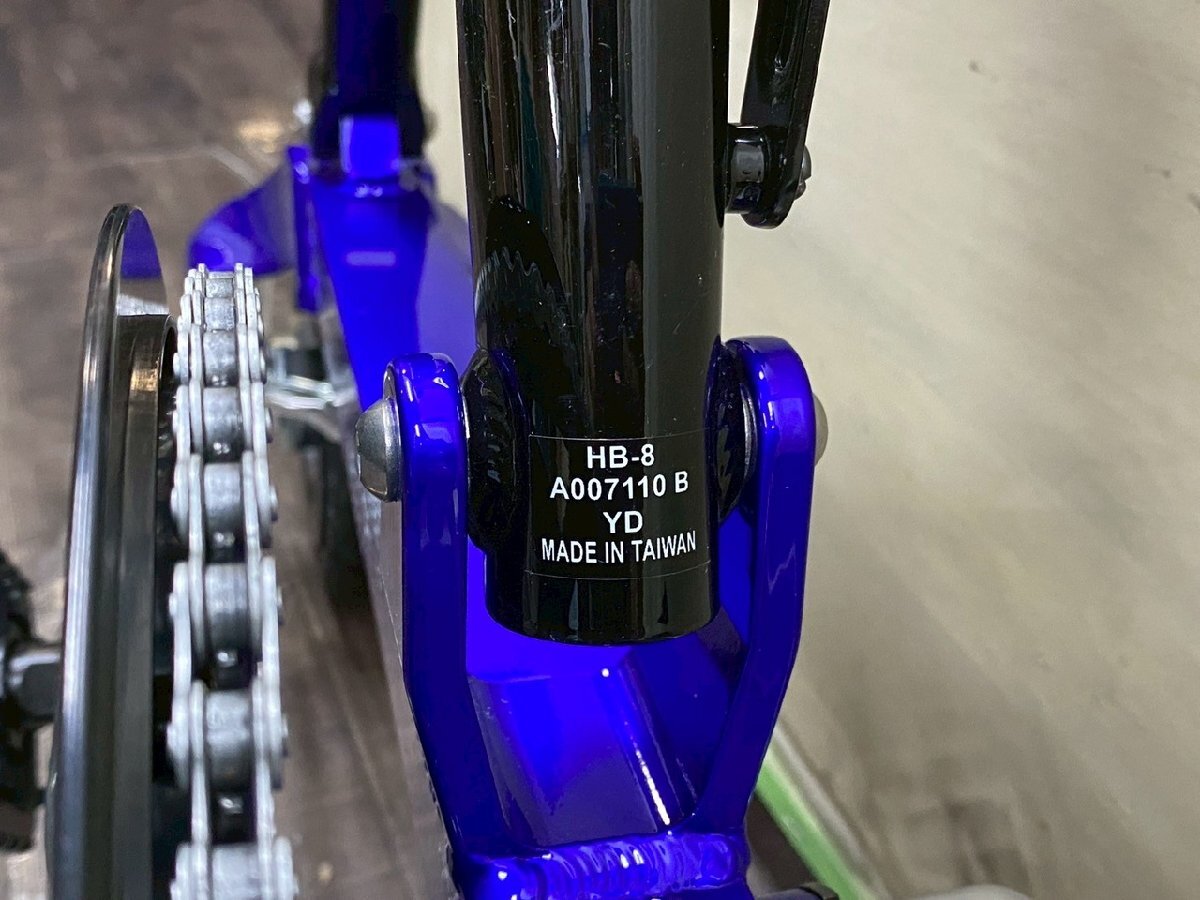 HB-8
A007110 B
YD
MADE IN TAIWAN